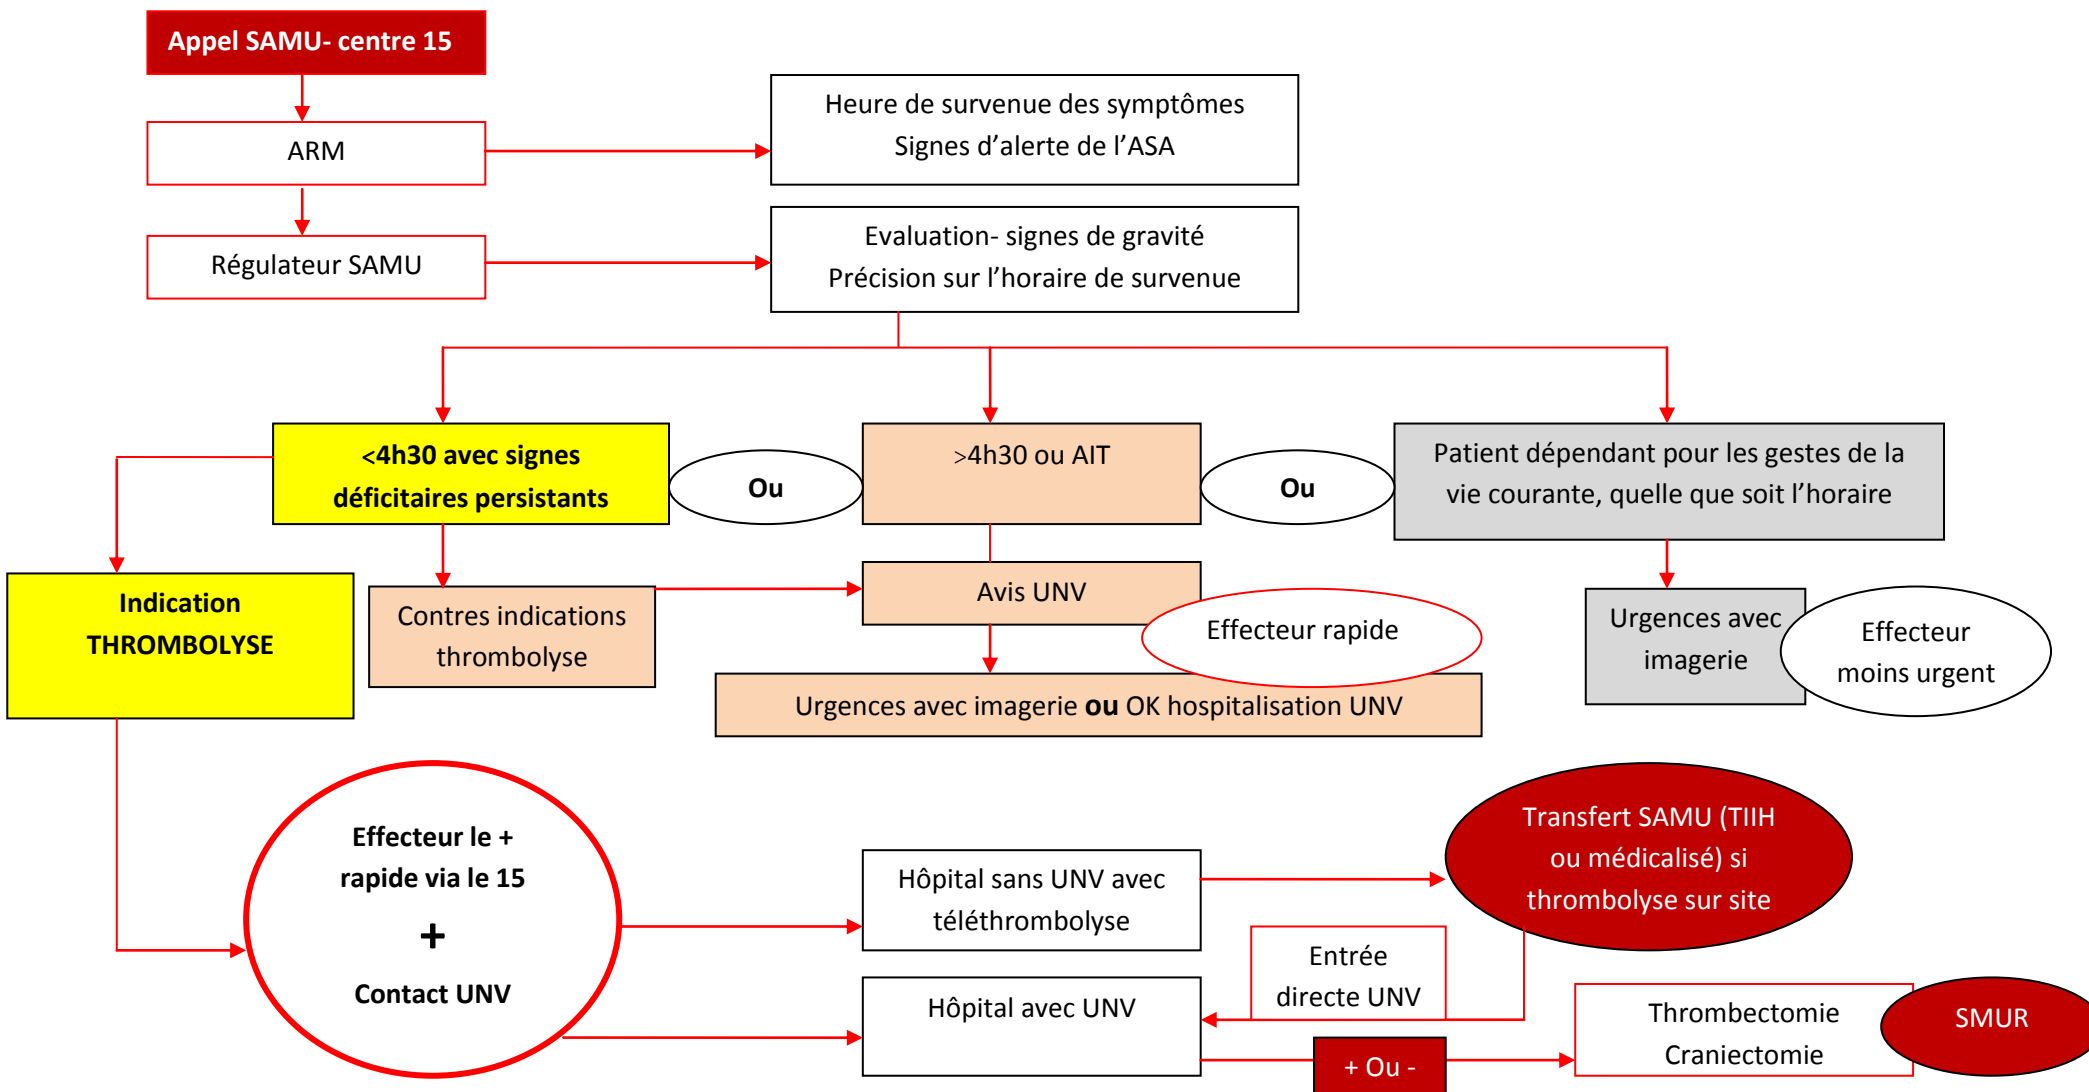 Appel SAMU- centre 15
ARM
Heure de survenue des symptômes
Signes d’alerte de l’ASA
Régulateur SAMU
Evaluation- signes de gravité
Précision sur l’horaire de survenue
<4h30 avec signes
déficitaires persistants
Ou
>4h30 ou AIT
Ou
Patient dépendant pour les gestes de la
vie courante, quelle que soit l’horaire
Indication
THROMBOLYSE
Contres indications
thrombolyse
Avis UNV
Effecteur rapide
Urgences avec
imagerie
Effecteur
moins urgent
Urgences avec imagerie ou OK hospitalisation UNV
Effecteur le +
rapide via le 15
+
Contact UNV
Hôpital sans UNV avec
téléthrombolyse
Transfert SAMU (TIIH
ou médicalisé) si
thrombolyse sur site
Entrée
directe UNV
Hôpital avec UNV
+ Ou -
Thrombectomie
Craniectomie
SMUR